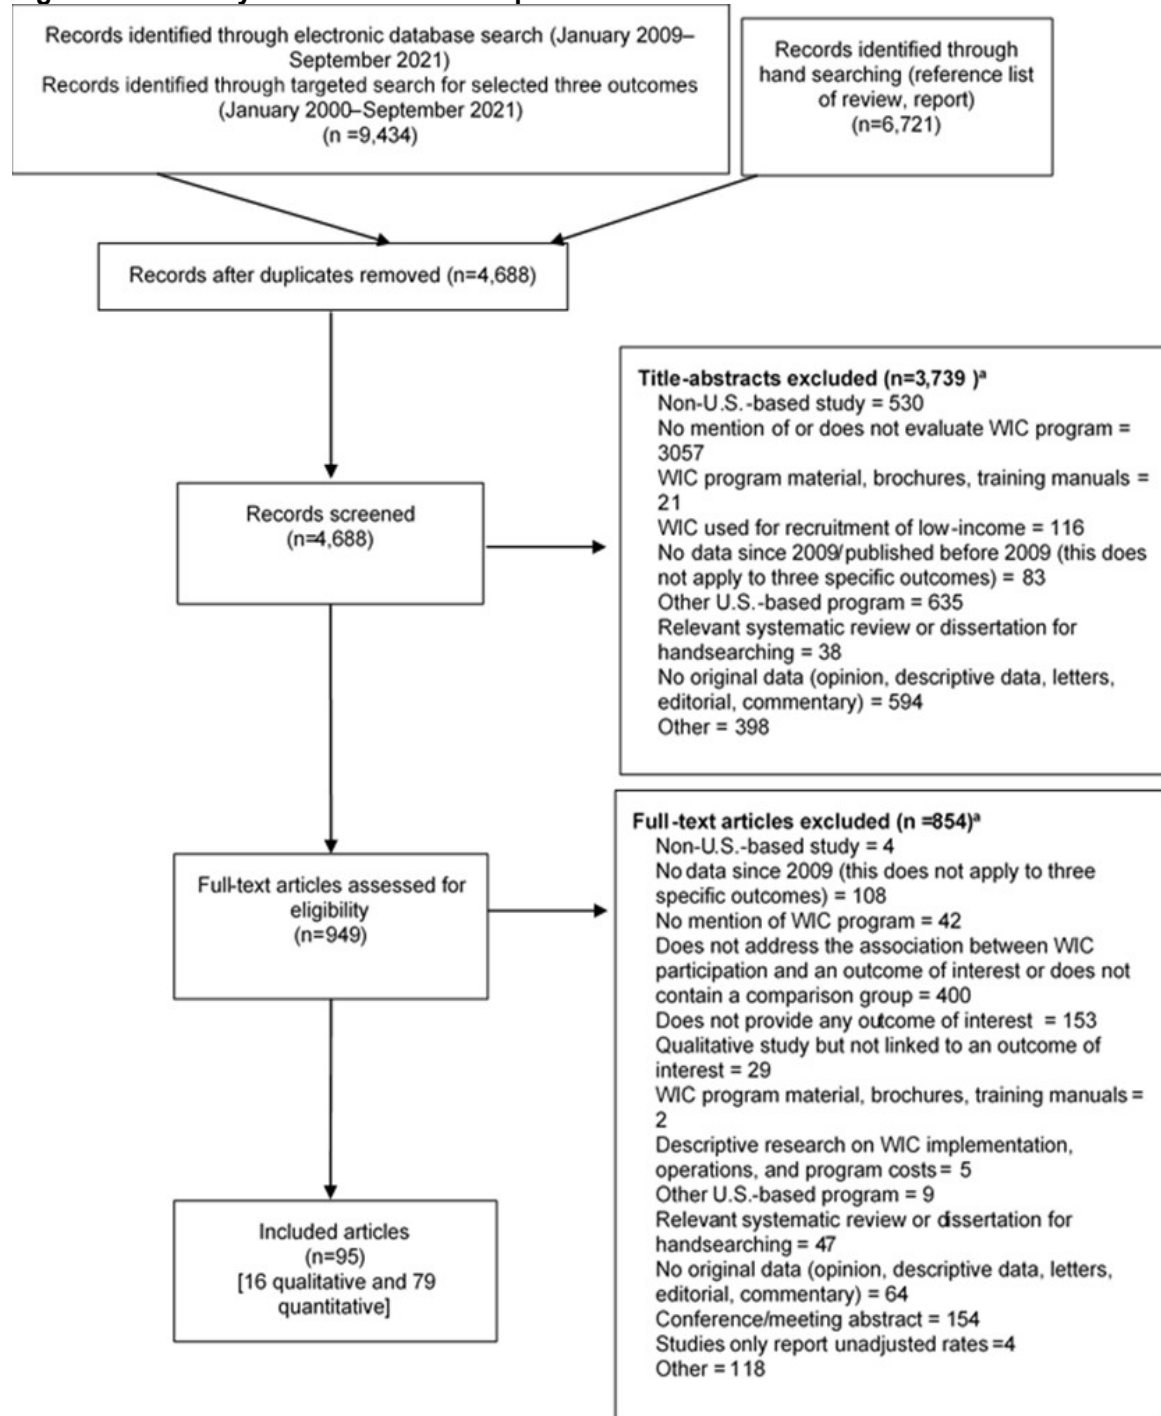 Records identified through electronic database search (January 2009–
September 2021)
Records identified through targeted search for selected three outcomes
(January 2000–September 2021)
(n =9,434)
Records identified through
hand searching (reference list
of review, report)
(n=6,721)
Records after duplicates removed (n=4,688)
Title-abstracts excluded (n=3,739 )ª
Non-U.S.-based study = 530
No mention of or does not evaluate WIC program =
3057
WIC program material, brochures, training manuals =
21
WIC used for recruitment of low-income = 116
No data since 2009/published before 2009 (this does
not apply to three specific outcomes) = 83
Other U.S.-based program = 635
Relevant systematic review or dissertation for
handsearching = 38
No original data (opinion, descriptive data, letters,
editorial, commentary) = 594
Other = 398
Records screened
(n=4,688)
Full-text articles assessed for
eligibility
(n=949)
Full-text articles excluded (n =854)ª
Non-U.S.-based study = 4
No data since 2009 (this does not apply to three
specific outcomes) = 108
No mention of WIC program = 42
Does not address the association between WIC
participation and an outcome of interest or does not
contain a comparison group = 400
Does not provide any outcome of interest = 153
Qualitative study but not linked to an outcome of
interest = 29
WIC program material, brochures, training manuals =
2
Descriptive research on WIC implementation,
operations, and program costs = 5
Other U.S.-based program = 9
Relevant systematic review or dissertation for
handsearching = 47
No original data (opinion, descriptive data, letters,
editorial, commentary) = 64
Conference/meeting abstract = 154
Studies only report unadjusted rates =4
Other = 118
Included articles
(n=95)
[16 qualitative and 79
quantitative]